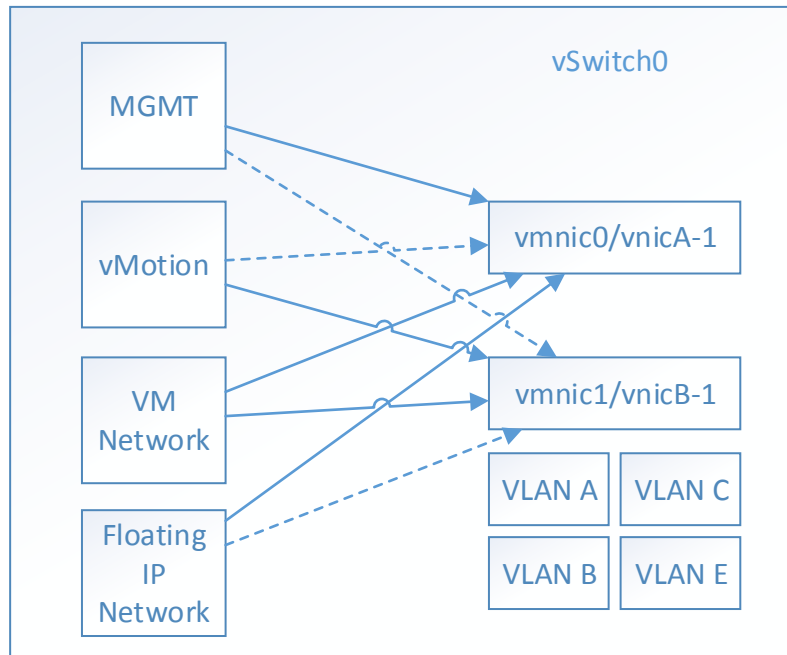 vSwitch0
MGMT
vMotion
VM
Network
Floating
IP
Network
vmnic0/vnicA-1
vmnic1/vnicB-1
VLAN A
VLAN C
VLAN B
VLAN E